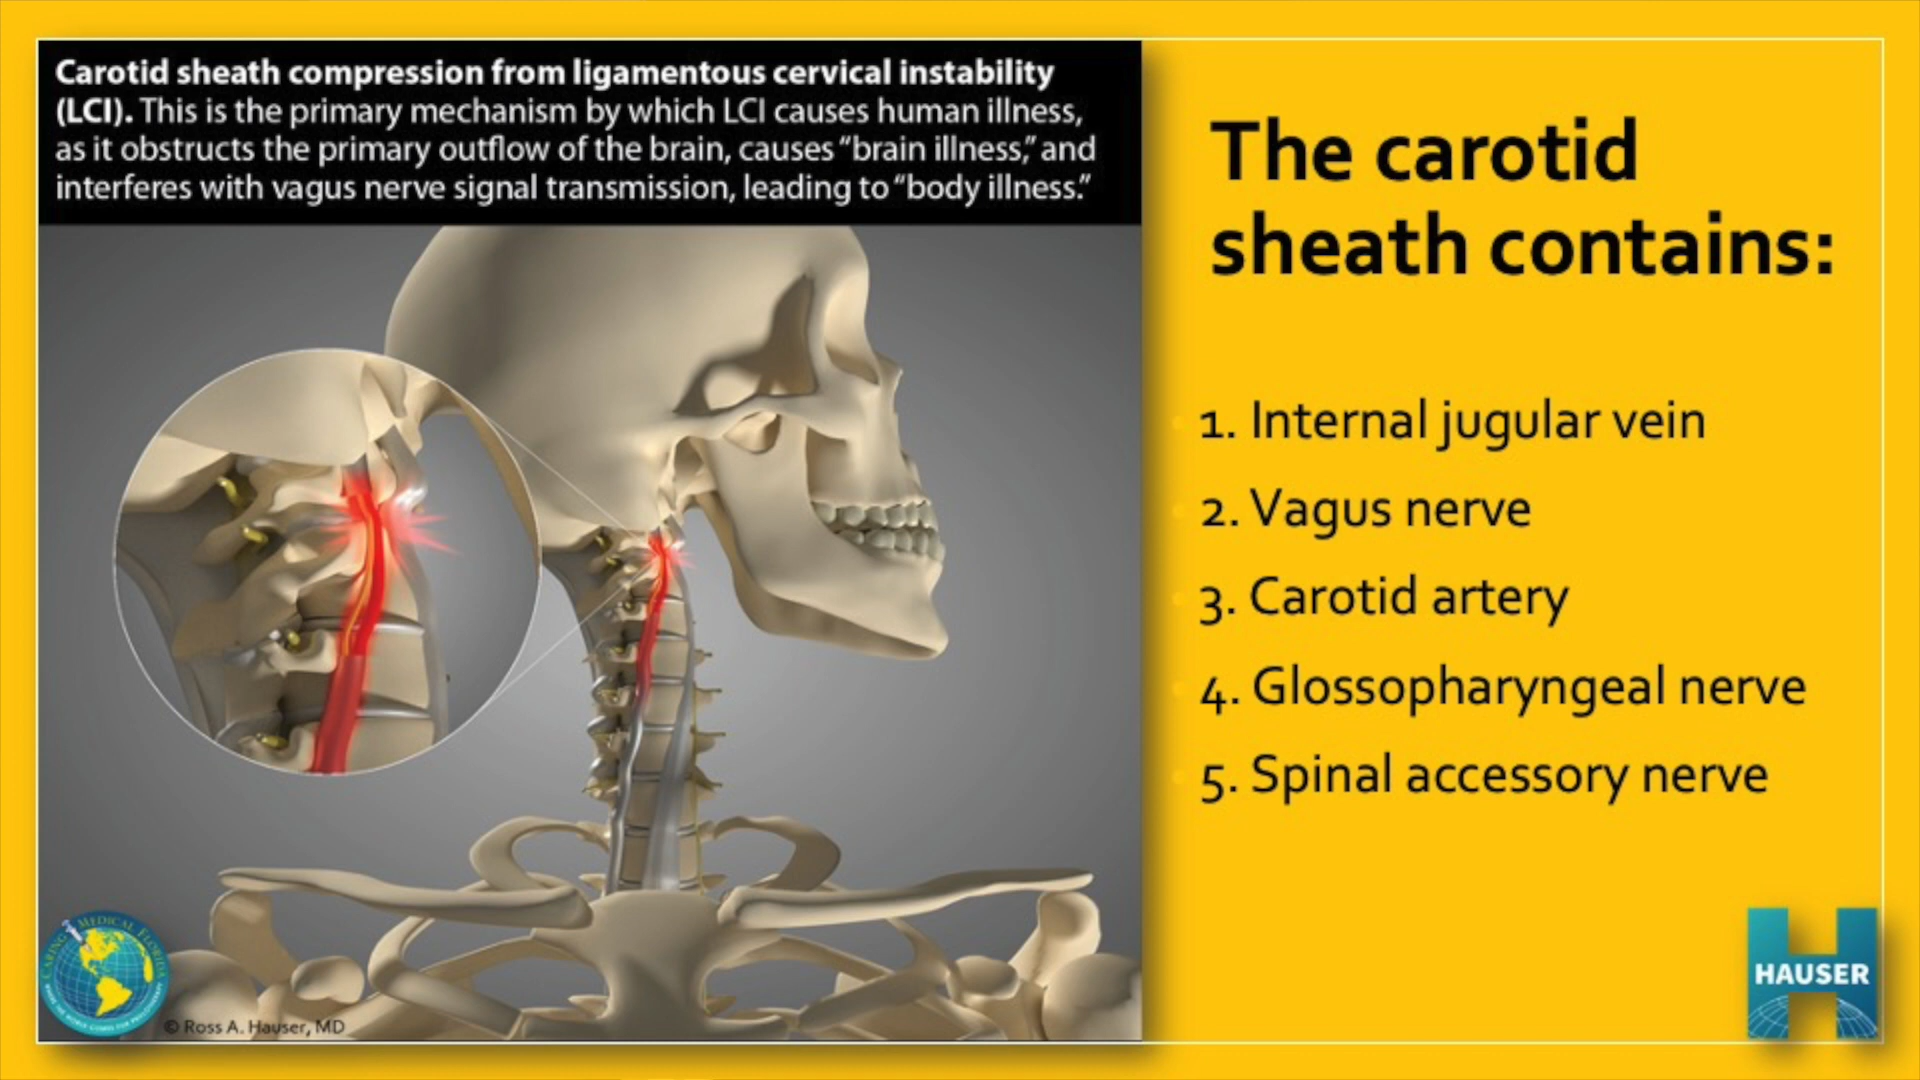 Carotid sheath compression from ligamentous cervical instability
(LCI). This is the primary mechanism by which LCI causes human illness,
as it obstructs the primary outflow of the brain, causes “brain illness,” and
interferes with vagus nerve signal transmission, leading to “body illness.”
The carotid
sheath contains:
1. Internal jugular vein
2. Vagus nerve
3. Carotid artery
4. Glossopharyngeal nerve
5. Spinal accessory nerve
CARING MEDICAL FLORIDA
© Ross A. Hauser, MD
HAUSER